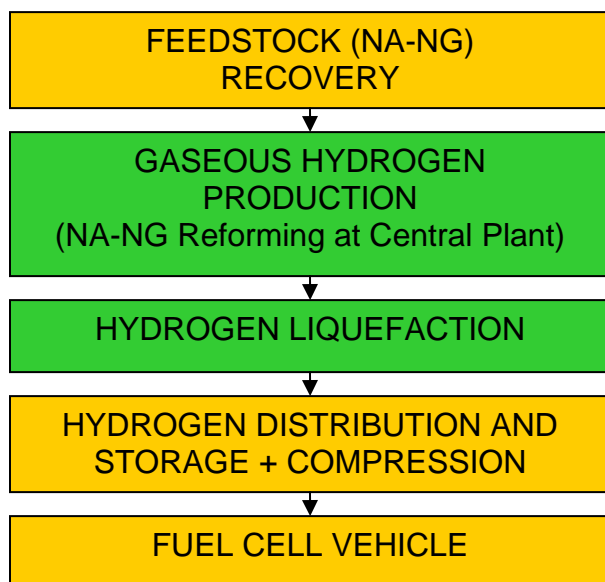 FEEDSTOCK (NA-NG)
RECOVERY
GASEOUS HYDROGEN
PRODUCTION
(NA-NG Reforming at Central Plant)
HYDROGEN LIQUEFACTION
HYDROGEN DISTRIBUTION AND
STORAGE + COMPRESSION
FUEL CELL VEHICLE